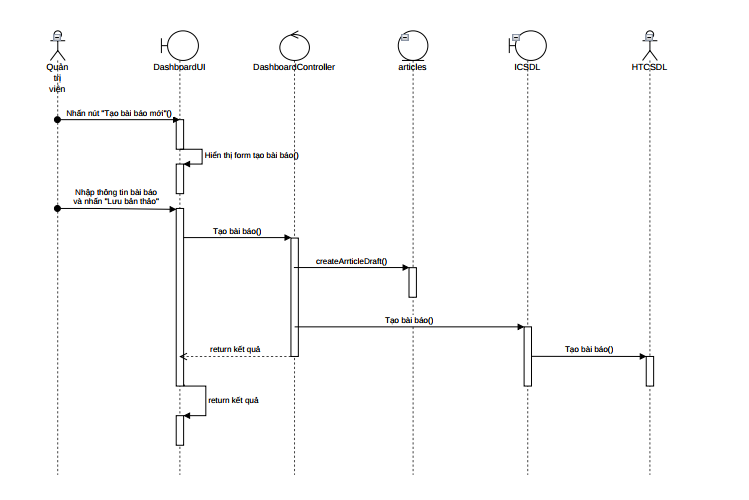 Quản
trị
viên
DashboardUI
DashboardController
articles
ICSDL
HTCSDL
Nhấn nút "Tạo bài báo mới"()
Hiển thị form tạo bài báo()
Nhập thông tin bài báo
và nhấn "Lưu bản thảo"
Tạo bài báo()
createArrticleDraft()
Tạo bài báo()
return kết quả
Tạo bài báo()
return kết quả